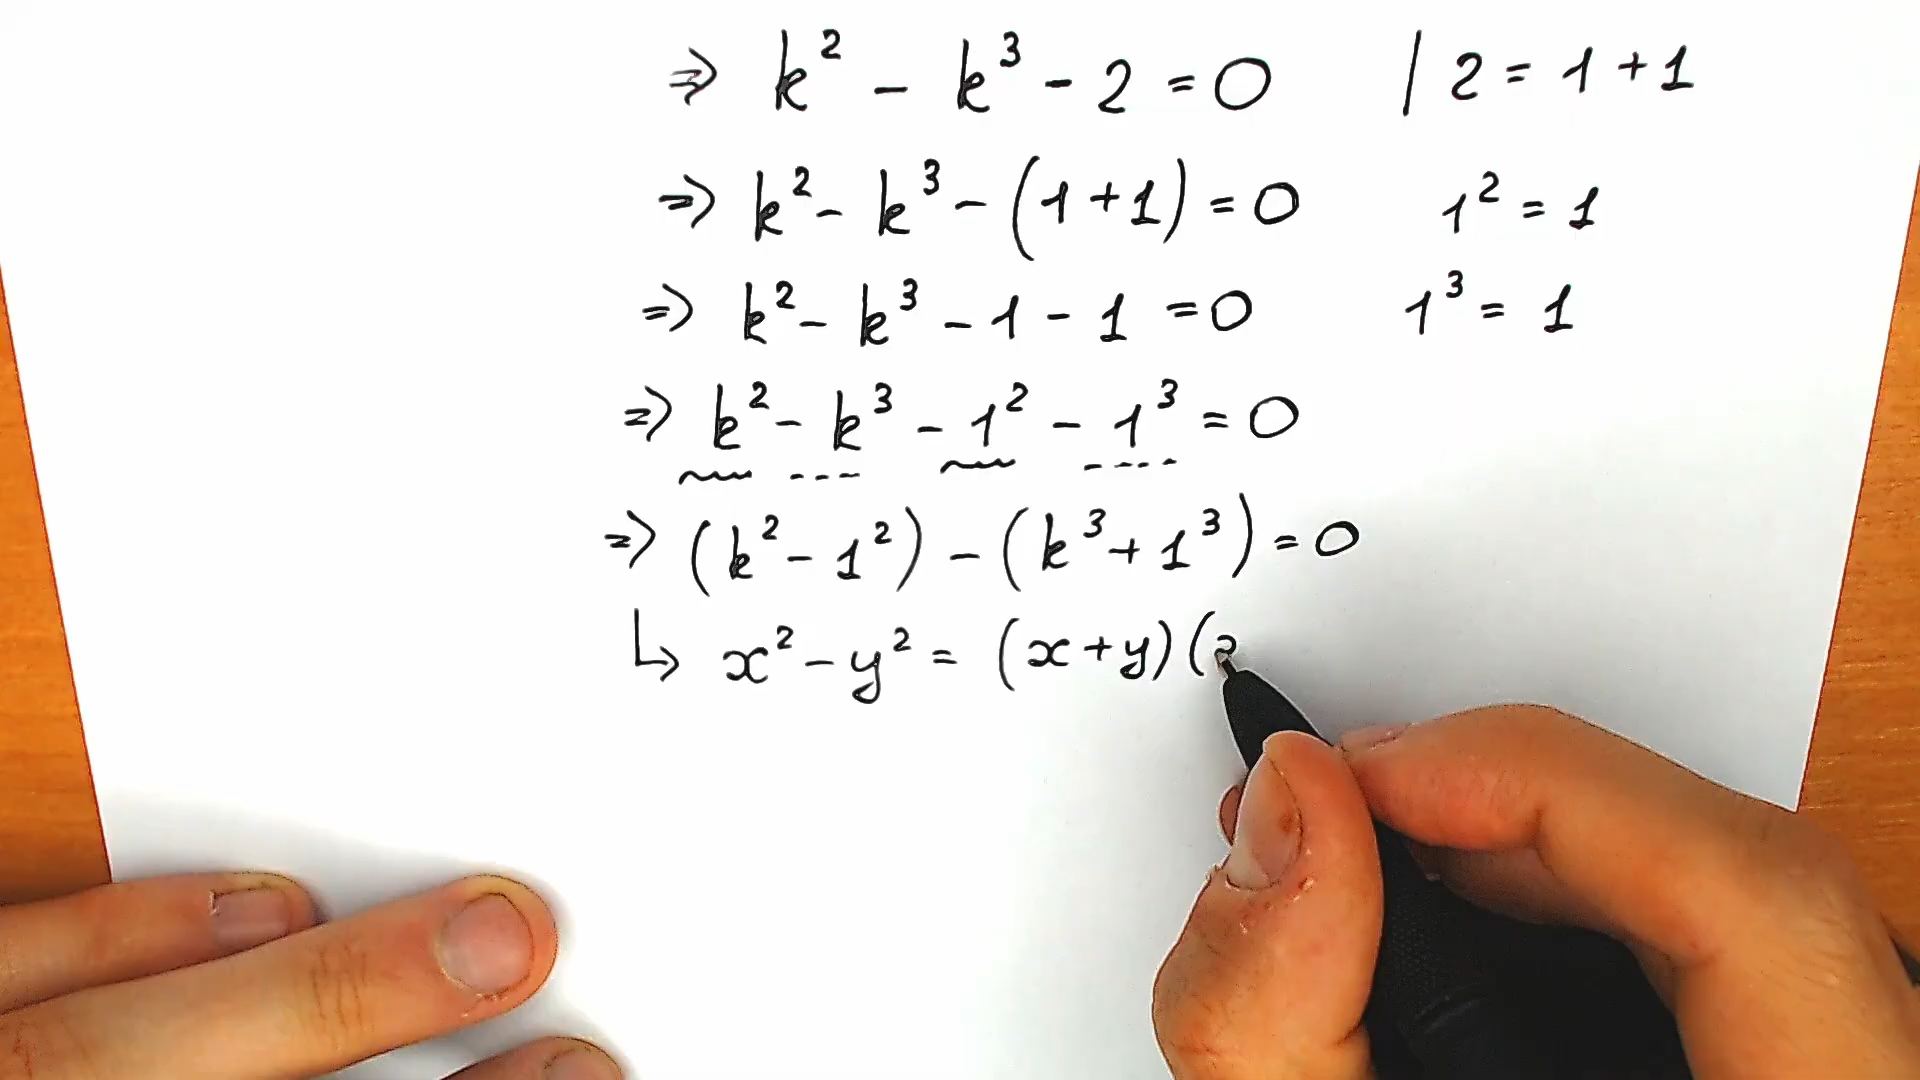 => k² - k³ - 2 = 0 | 2 = 1 + 1
=> k² - k³ - (1 + 1) = 0 1² = 1
=> k² - k³ - 1 - 1 = 0 1³ = 1
=> k² - k³ - 1² - 1³ = 0
=> (k² - 1²) - (k³ + 1³) = 0
↳ x² - y² = (x + y)(